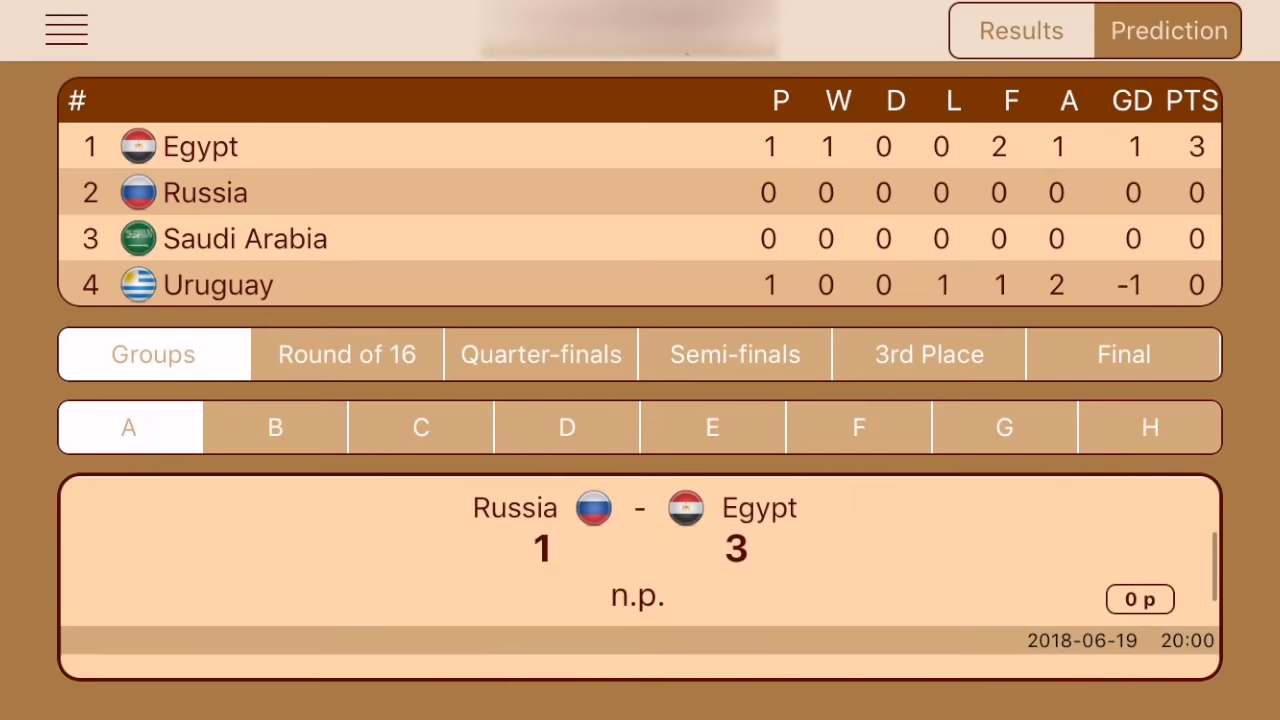 Results Prediction
# P W D L F A GD PTS
1 Egypt 1 1 0 0 2 1 1 3
2 Russia 0 0 0 0 0 0 0 0
3 Saudi Arabia 0 0 0 0 0 0 0 0
4 Uruguay 1 0 0 1 1 2 -1 0
Groups Round of 16 Quarter-finals Semi-finals 3rd Place Final
A B C D E F G H
Russia - Egypt
1 3
n.p.
0 p
2018-06-19 20:00